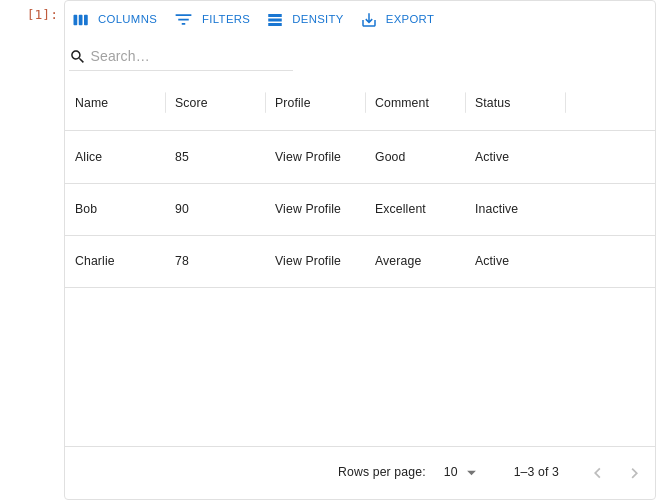 [1]:
COLUMNS FILTERS DENSITY EXPORT
Search…
Name Score Profile Comment Status
Alice 85 View Profile Good Active
Bob 90 View Profile Excellent Inactive
Charlie 78 View Profile Average Active
Rows per page: 10 1–3 of 3